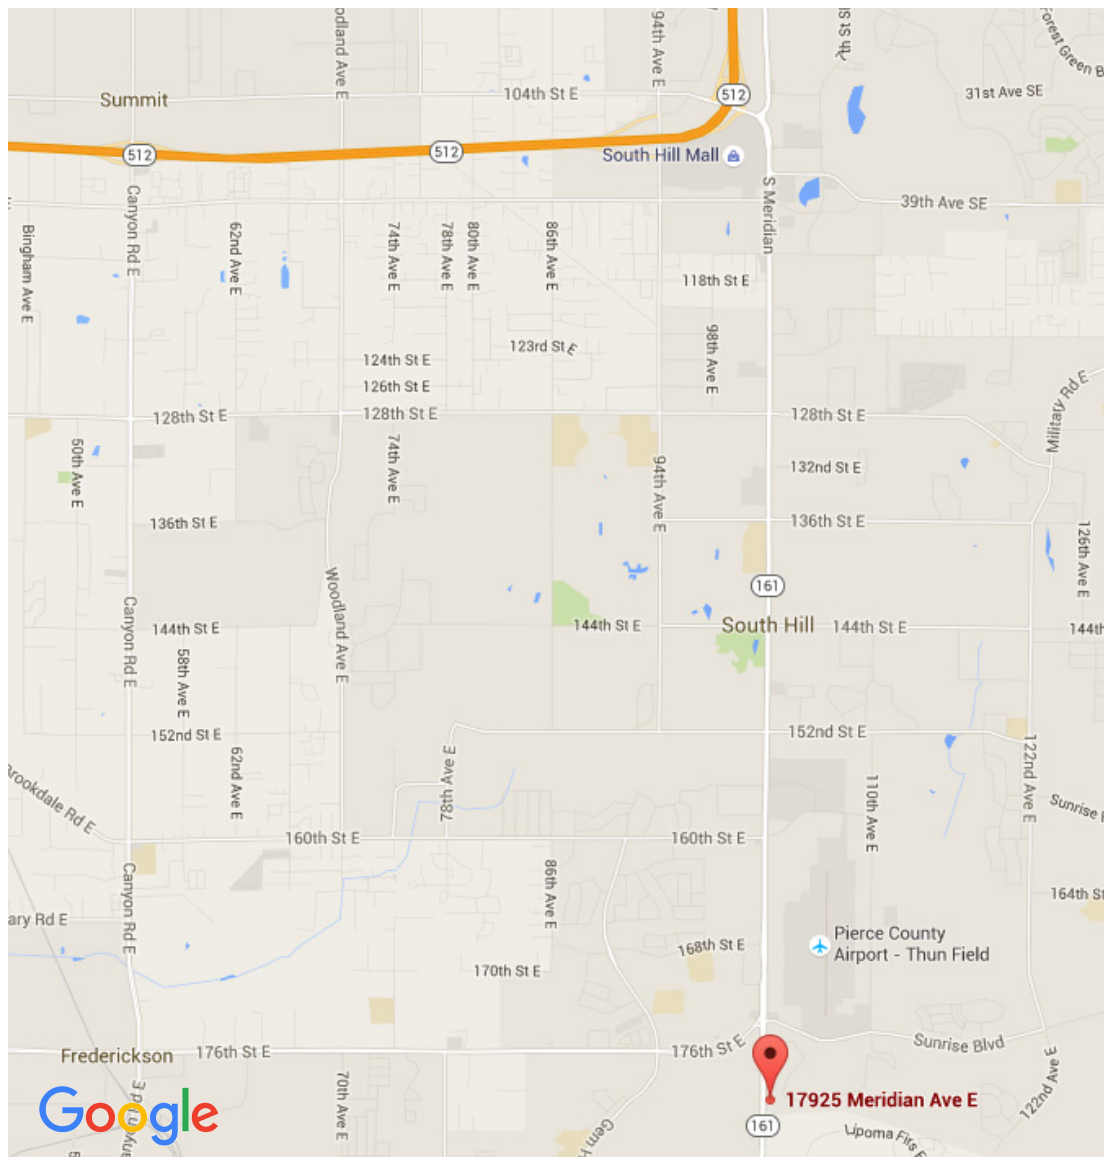 oodland Ave E
94th Ave E
7th St S
Forest Green B
Summit
104th St E
512
31st Ave SE
512
512
South Hill Mall
S Meridian
39th Ave SE
Canyon Rd E
Bingham Ave E
62nd Ave E
74th Ave E
78th Ave E
80th Ave E
86th Ave E
118th St E
98th Ave E
123rd St E
124th St E
126th St E
128th St E
128th St E
128th St E
Military Rd E
50th Ave E
74th Ave E
94th Ave E
132nd St E
136th St E
136th St E
126th Ave E
161
Woodland Ave E
Canyon Rd E
144th St E
144th St E
South Hill
144th St E
144th
58th Ave E
152nd St E
152nd St E
62nd Ave E
78th Ave E
110th Ave E
122nd Ave E
Brookdale Rd E
Sunrise
160th St E
160th St E
Canyon Rd E
86th Ave E
164th St
ary Rd E
168th St E
Pierce County
Airport - Thun Field
170th St E
Frederickson
176th St E
176th St E
Sunrise Blvd
70th Ave E
122nd Ave E
17925 Meridian Ave E
Google
161
Gem H
Lipoma Firs E